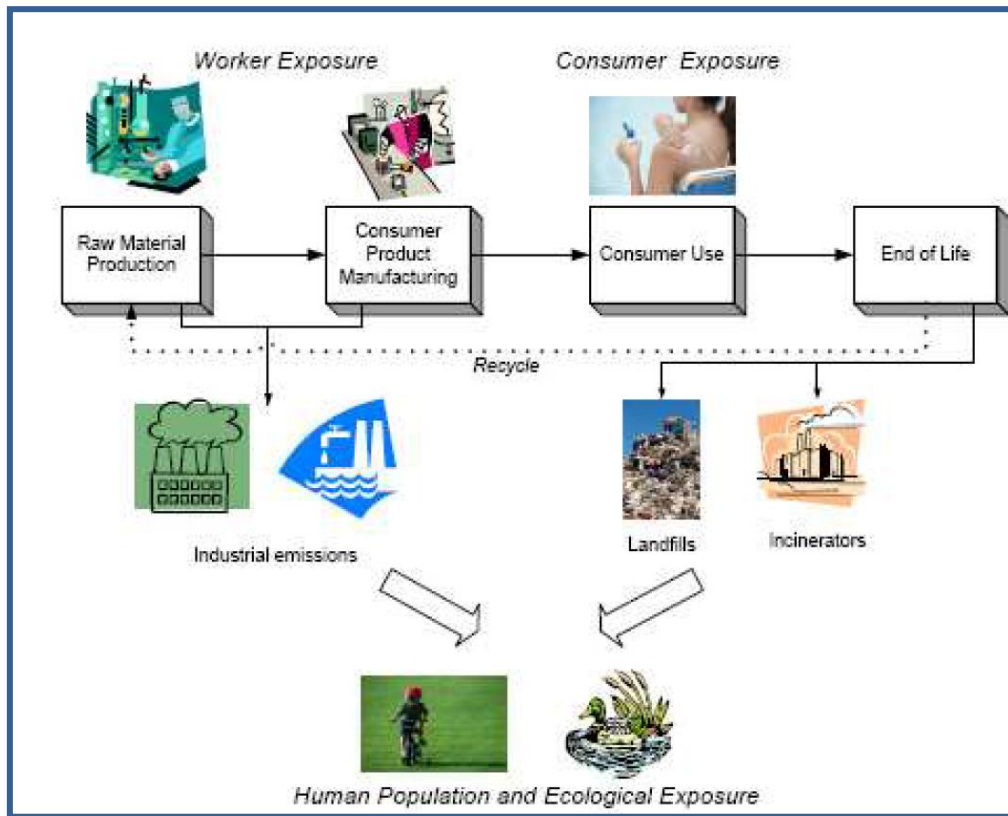 Worker Exposure
Consumer Exposure
Raw Material
Production
Consumer
Product
Manufacturing
Consumer Use
End of Life
Recycle
Industrial emissions
Landfills
Incinerators
Human Population and Ecological Exposure